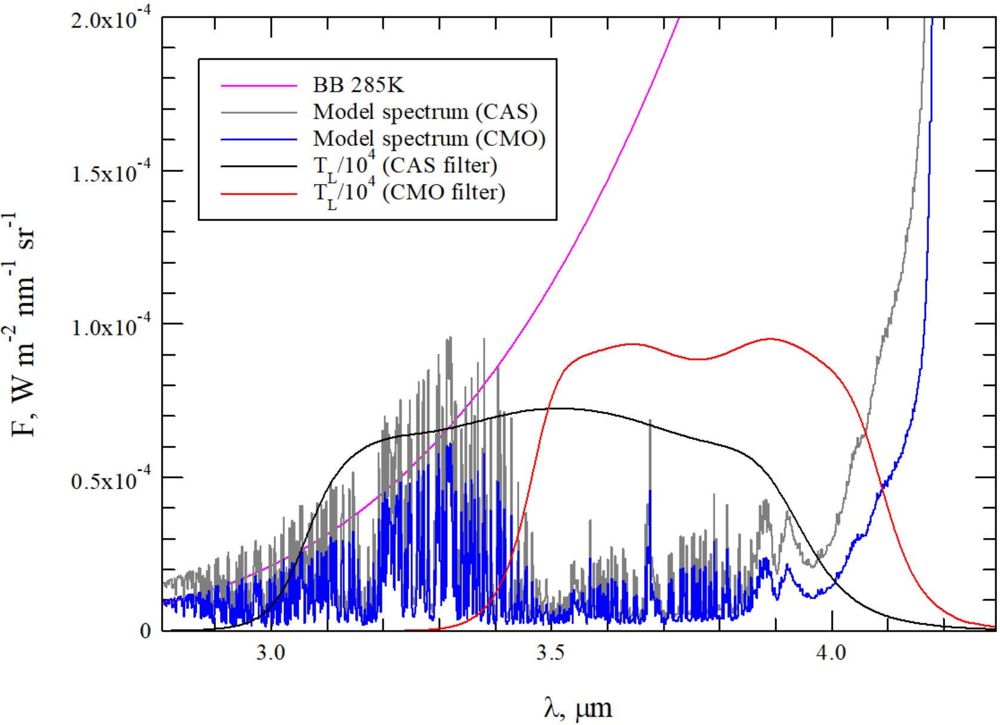 2.0x10⁻⁴
1.5x10⁻⁴
1.0x10⁻⁴
0.5x10⁻⁴
0
F, W m⁻² nm⁻¹ sr⁻¹
BB 285K
Model spectrum (CAS)
Model spectrum (CMO)
T_L/10⁴ (CAS filter)
T_L/10⁴ (CMO filter)
3.0 3.5 4.0
λ, μm